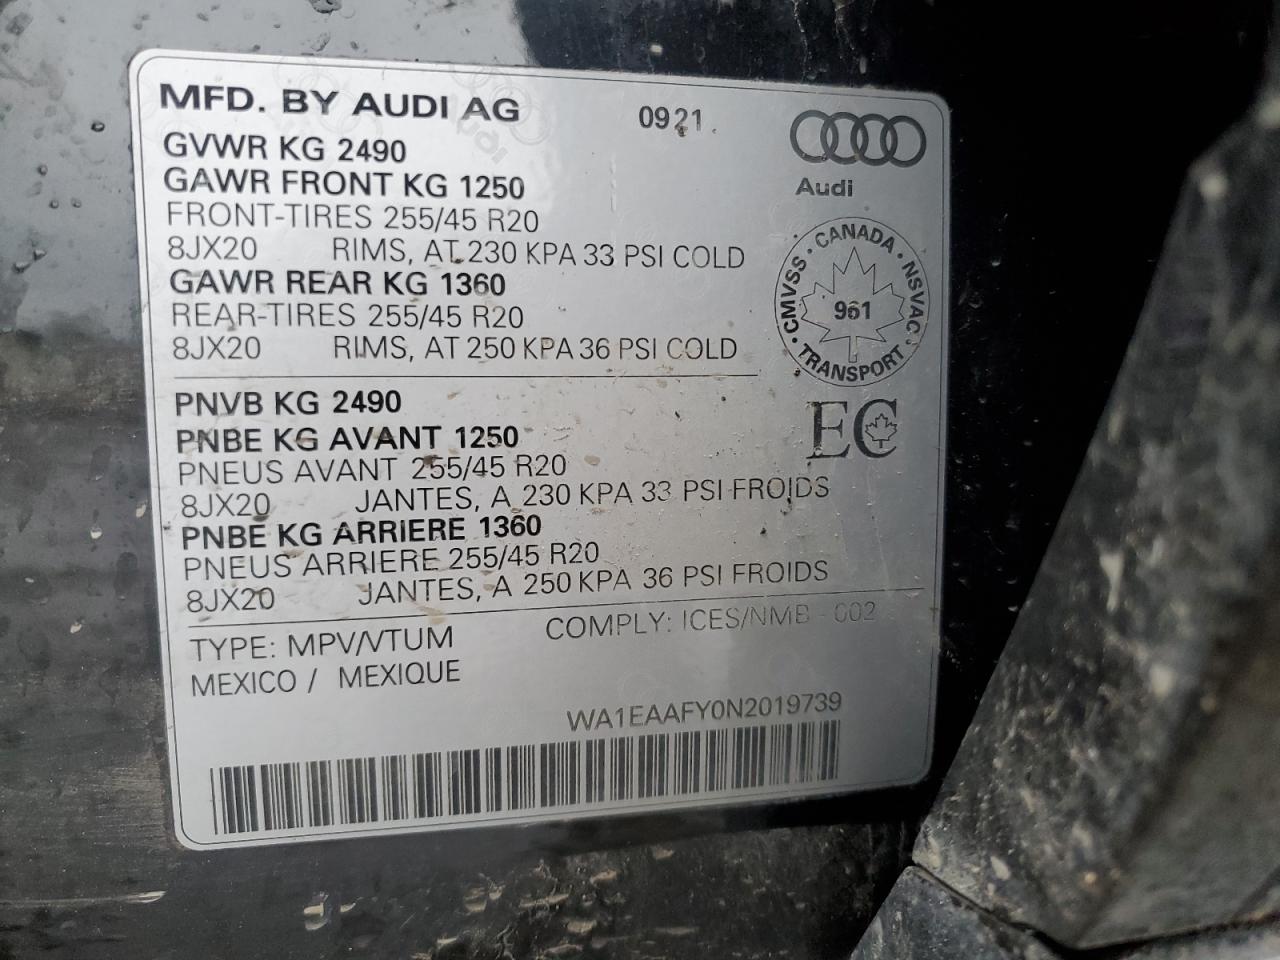 MFD. BY AUDI AG 0921
GVWR KG 2490
GAWR FRONT KG 1250
FRONT-TIRES 255/45 R20
8JX20 RIMS, AT 230 KPA 33 PSI COLD
GAWR REAR KG 1360
REAR-TIRES 255/45 R20
8JX20 RIMS, AT 250 KPA 36 PSI COLD
Audi
CMVSS · CANADA · NSVAC · TRANSPORT ·
961
PNVB KG 2490
PNBE KG AVANT 1250
PNEUS AVANT 255/45 R20
8JX20 JANTES, A 230 KPA 33 PSI FROIDS
PNBE KG ARRIERE 1360
PNEUS ARRIERE 255/45 R20
8JX20 JANTES, A 250 KPA 36 PSI FROIDS
EC
TYPE: MPV/VTUM COMPLY: ICES/NMB - 002
MEXICO / MEXIQUE
WA1EAAFY0N2019739